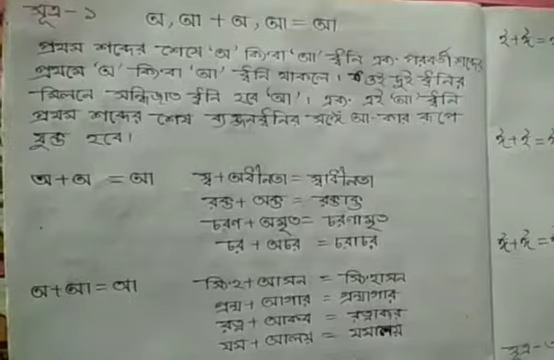 সূত্র - ১ অ, আ + অ, আ = আ
প্রথম শব্দের শেষে 'অ' কিংবা 'আ' ধ্বনি এবং পরবর্তী শব্দের
প্রথমে 'অ' কিংবা 'আ' ধ্বনি থাকলে। ওই দুই ধ্বনির
মিলনে সন্ধিজাত ধ্বনি হবে 'আ'। এবং এই 'আ' ধ্বনি
প্রথম শব্দের শেষ ব্যঞ্জনধ্বনির সঙ্গে আ-কার রূপে
যুক্ত হবে।
অ + অ = আ স্ব + অধীনতা = স্বাধীনতা
রক্ত + অক্ত = রক্তাক্ত
চরণ + অমৃত = চরণামৃত
চর + অচর = চরাচর
অ + আ = আ সিংহ + আসন = সিংহাসন
গ্রন্থ + আগার = গ্রন্থাগার
রত্ন + আকর = রত্নাকর
যম + আলয় = যমালয়
ই + ই =
ই + ই =
ই + ই =
সূত্র -